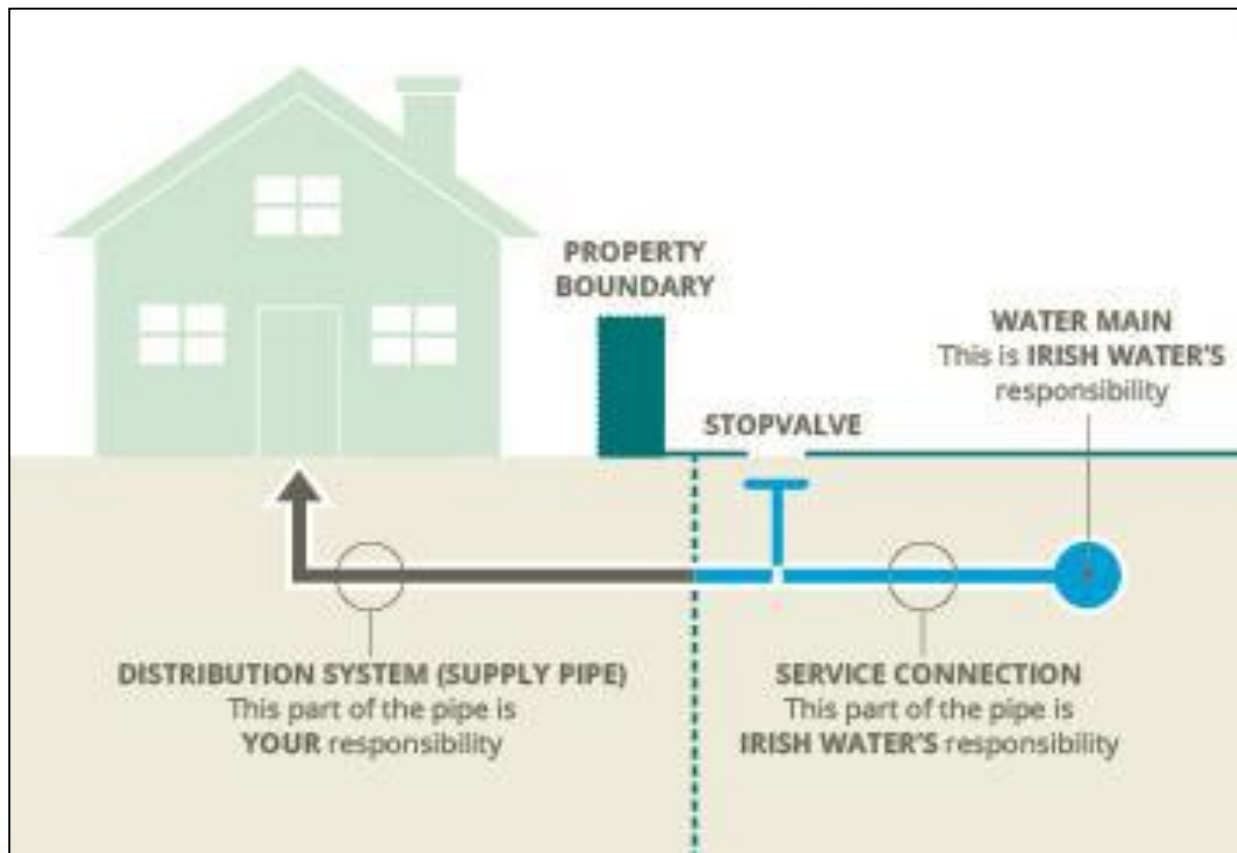 PROPERTY
BOUNDARY
WATER MAIN
This is IRISH WATER'S
responsibility
STOPVALVE
DISTRIBUTION SYSTEM (SUPPLY PIPE)
This part of the pipe is
YOUR responsibility
SERVICE CONNECTION
This part of the pipe is
IRISH WATER'S responsibility